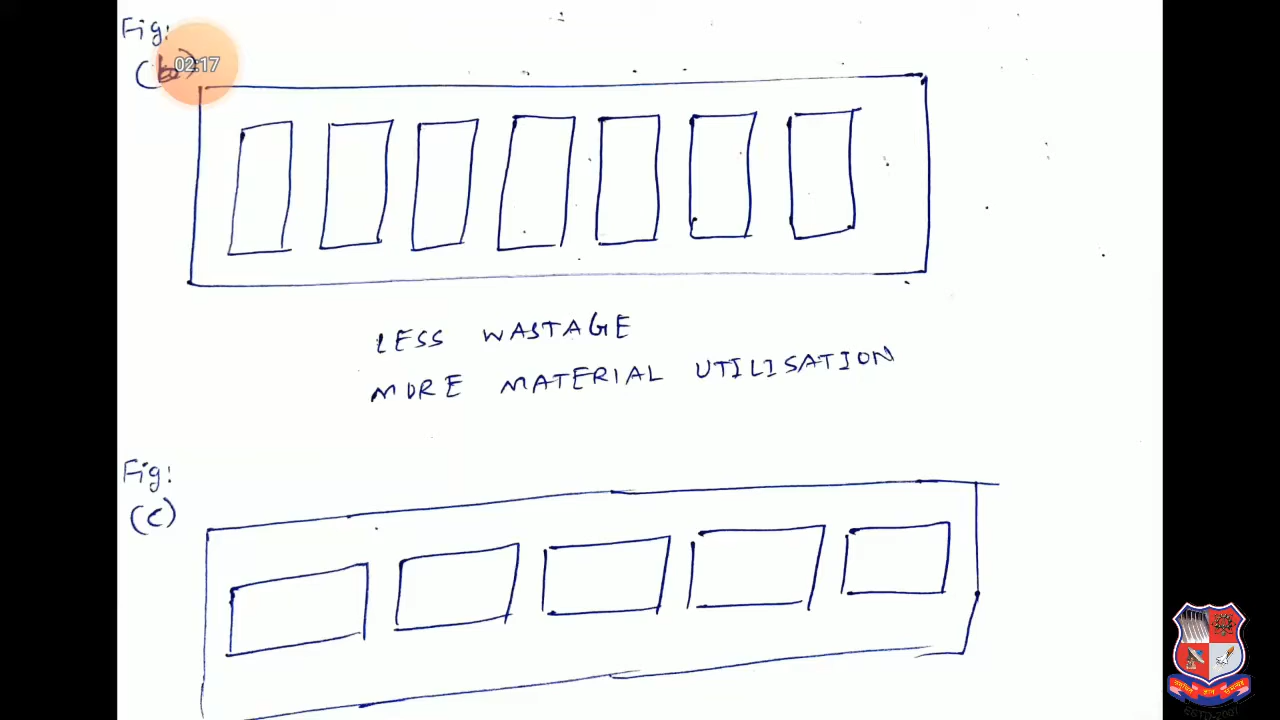 Fig:
(b)
02:17
LESS WASTAGE
MORE MATERIAL UTILISATION
Fig:
(c)